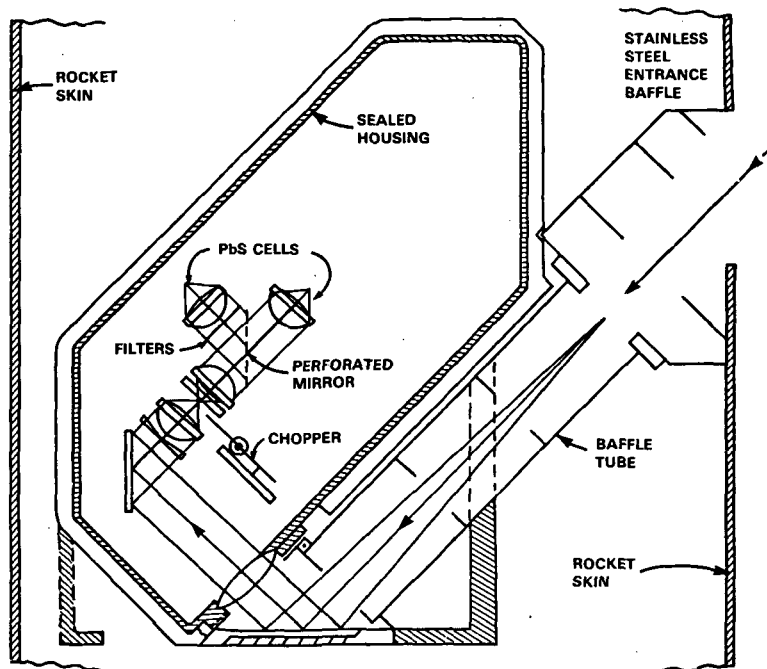 ROCKET
SKIN
STAINLESS
STEEL
ENTRANCE
BAFFLE
SEALED
HOUSING
PbS CELLS
FILTERS
PERFORATED
MIRROR
CHOPPER
BAFFLE
TUBE
ROCKET
SKIN